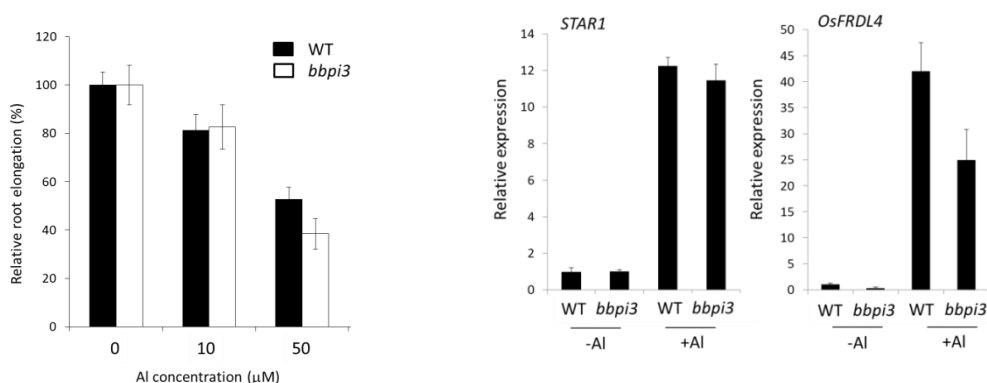 Relative root elongation (%)
120
100
80
60
40
20
0
WT
bbpi3
0 10 50
Al concentration (μM)
STAR1
Relative expression
14
12
10
8
6
4
2
0
WT bbpi3 WT bbpi3
-Al +Al
OsFRDL4
Relative expression
50
45
40
35
30
25
20
15
10
5
0
WT bbpi3 WT bbpi3
-Al +Al